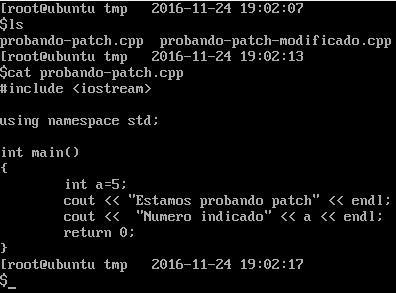 [root@ubuntu tmp   2016-11-24 19:02:07
$ls
probando-patch.cpp  probando-patch-modificado.cpp
[root@ubuntu tmp   2016-11-24 19:02:13
$cat probando-patch.cpp
#include <iostream>
using namespace std;
int main()
{
        int a=5;
        cout << "Estamos probando patch" << endl;
        cout <<  "Numero indicado" << a << endl;
        return 0;
}
[root@ubuntu tmp   2016-11-24 19:02:17
$_